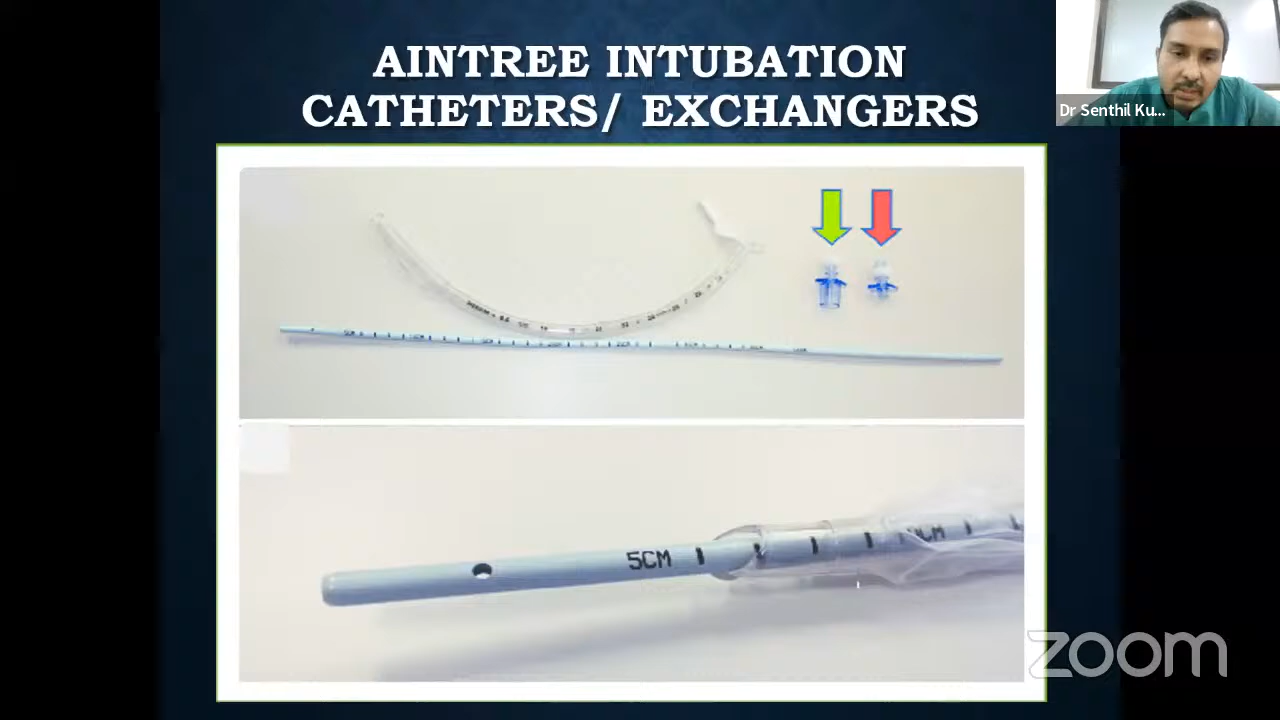 AINTREE INTUBATION
CATHETERS/ EXCHANGERS
Dr Senthil Ku...
5CM
zoom